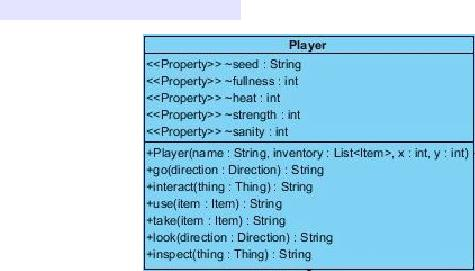 Player
<<Property>> ~seed : String
<<Property>> ~fullness : int
<<Property>> ~heat : int
<<Property>> ~strength : int
<<Property>> ~sanity : int
+Player(name : String, inventory : List<Item>, x : int, y : int)
+go(direction : Direction) : String
+interact(thing : Thing) : String
+use(item : Item) : String
+take(item : Item) : String
+look(direction : Direction) : String
+inspect(thing : Thing) : String